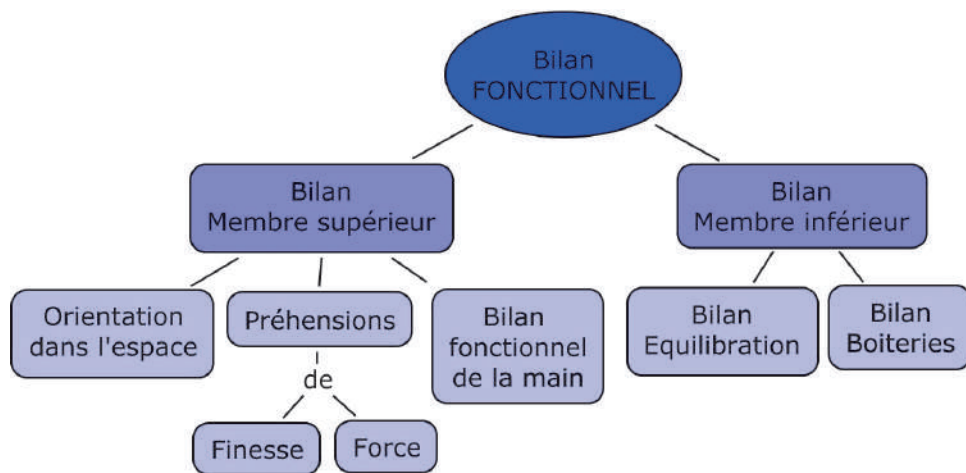 Bilan
FONCTIONNEL
Bilan
Membre supérieur
Bilan
Membre inférieur
Orientation
dans l'espace
Préhensions
Bilan
fonctionnel
de la main
Bilan
Equilibration
Bilan
Boiteries
de
Finesse
Force